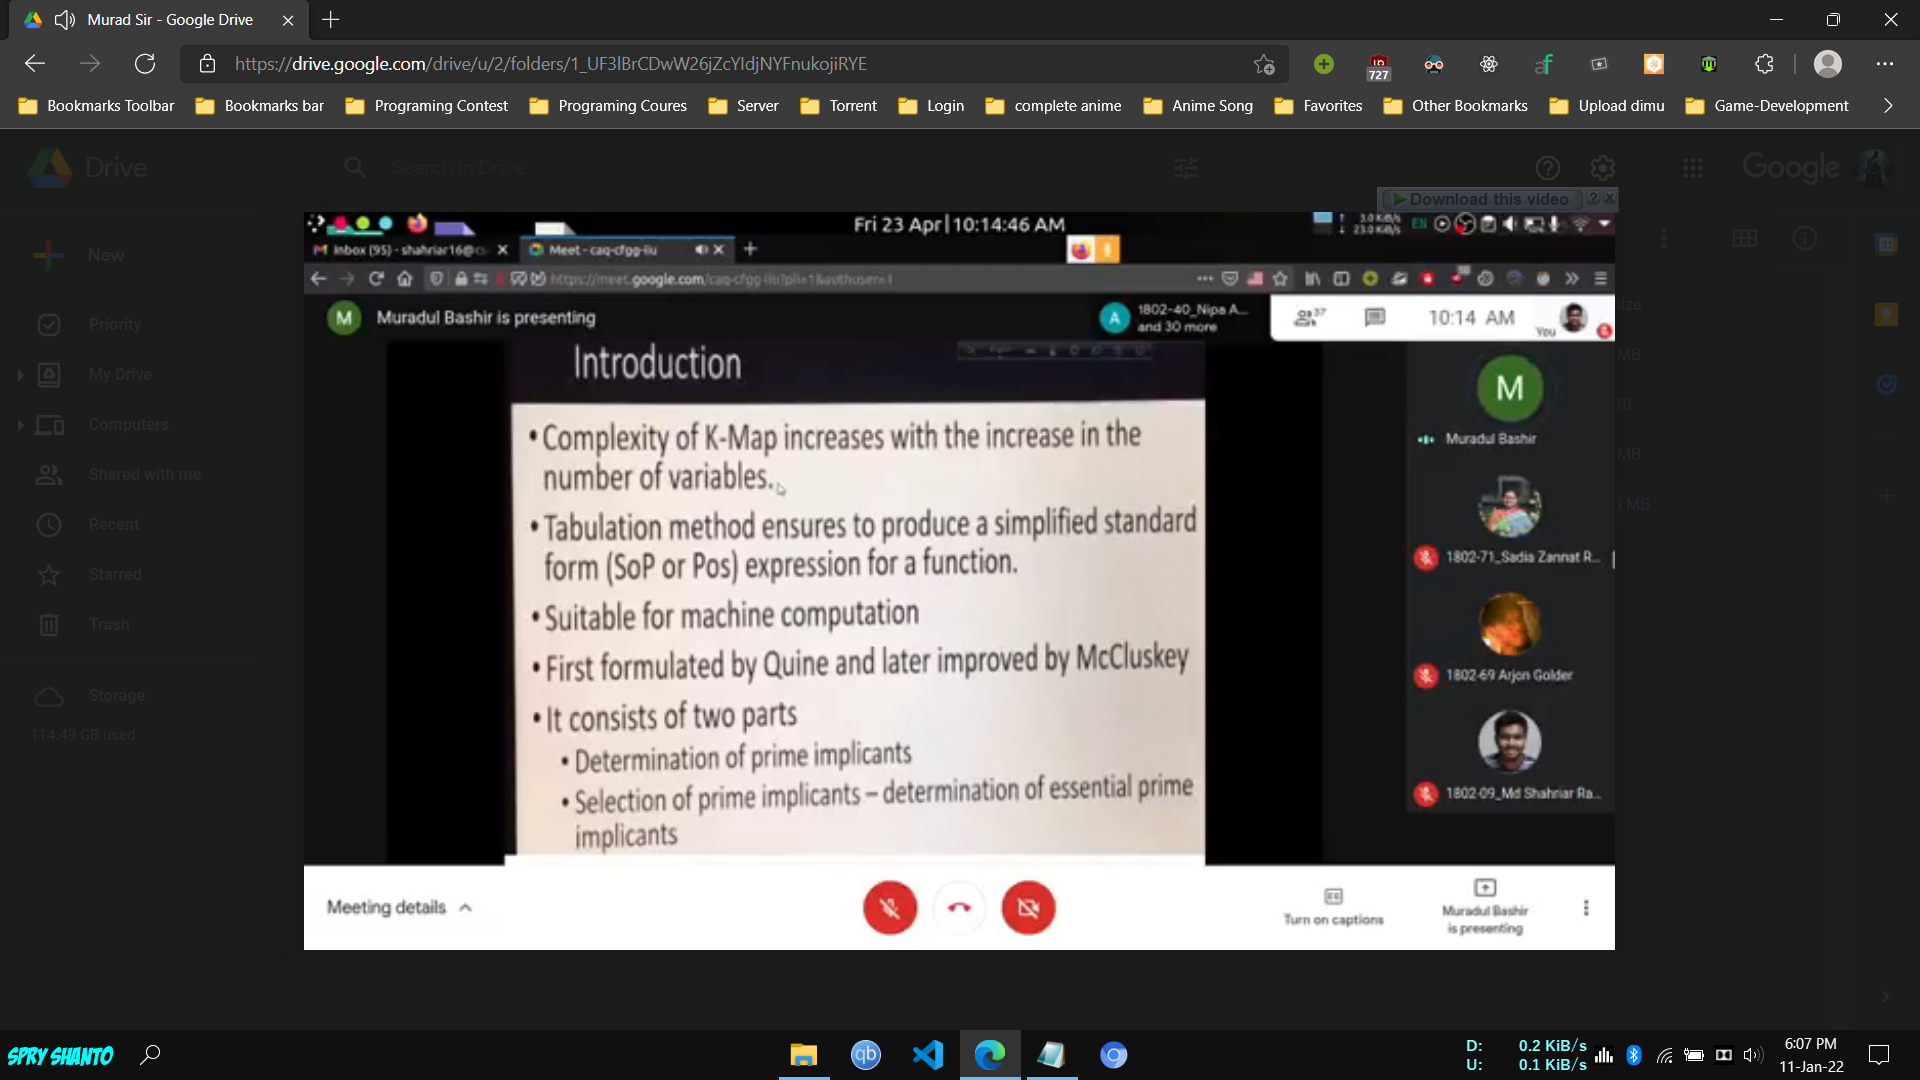 Murad Sir - Google Drive
https://drive.google.com/drive/u/2/folders/1_UF3lBrCDwW26jZcYldjNYFnukojiRYE
727
Bookmarks Toolbar
Bookmarks bar
Programing Contest
Programing Coures
Server
Torrent
Login
complete anime
Anime Song
Favorites
Other Bookmarks
Upload dimu
Game-Development
Drive
Search in Drive
Google
Download this video
New
Priority
My Drive
Computers
Shared with me
Recent
Starred
Trash
Storage
114.49 GB used
Fri 23 Apr | 10:14:46 AM
3.0 KiB/s
23.0 KiB/s
EN
Inbox (95) - shahriar16@cs
Meet - caq-cfgg-iiu
https://meet.google.com/caq-cfgg-iiu?pli=1&authuser=1
M
Muradul Bashir is presenting
A
1802-40_Nipa A...
and 30 more
37
10:14 AM
You
Introduction
• Complexity of K-Map increases with the increase in the
number of variables.
• Tabulation method ensures to produce a simplified standard
form (SoP or Pos) expression for a function.
• Suitable for machine computation
• First formulated by Quine and later improved by McCluskey
• It consists of two parts
• Determination of prime implicants
• Selection of prime implicants – determination of essential prime
implicants
M
Muradul Bashir
1802-71_Sadia Zannat R...
1802-69 Arjon Golder
1802-09_Md Shahriar Ra...
Meeting details
Turn on captions
Muradul Bashir
is presenting
SPRY SHANTO
qb
D: 0.2 KiB/s
U: 0.1 KiB/s
6:07 PM
11-Jan-22